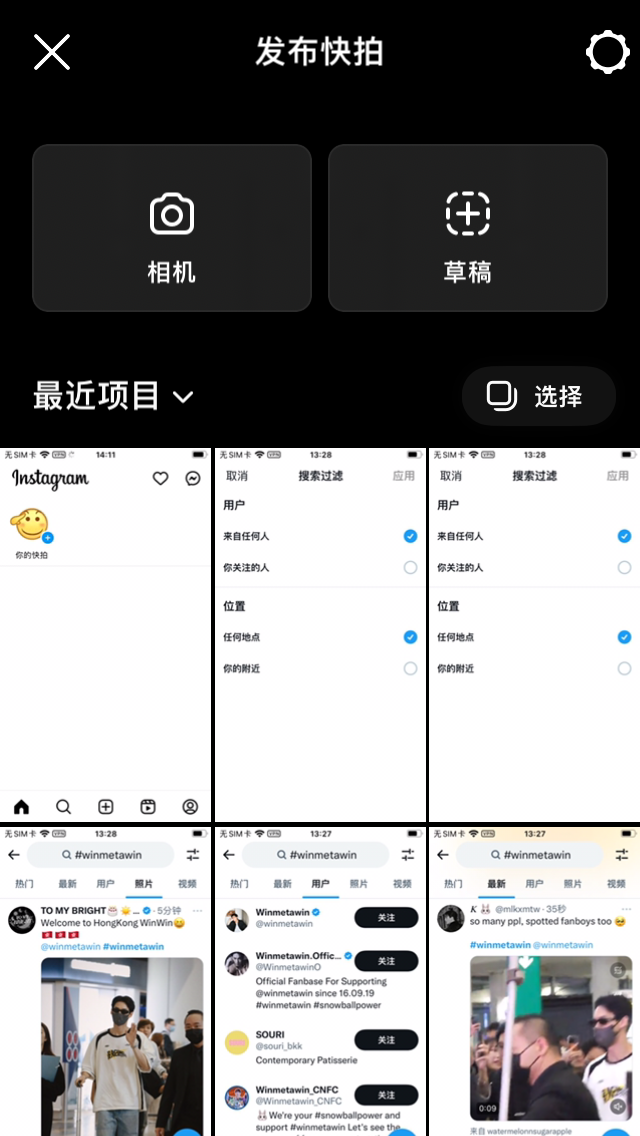 发布快拍
相机
草稿
最近项目
选择
无SIM卡 VPN 14:11
Instagram
你的快拍
无SIM卡 VPN 13:28
取消 搜索过滤 应用
用户
来自任何人
你关注的人
位置
任何地点
你的附近
无SIM卡 VPN 13:28
取消 搜索过滤 应用
用户
来自任何人
你关注的人
位置
任何地点
你的附近
无SIM卡 VPN 13:28
#winmetawin
热门 最新 用户 照片 视频
TO MY BRIGHT☕☀️ ... · 5分钟
Welcome to HongKong WinWin😄
🇭🇰🇭🇰🇭🇰
@winmetawin #winmetawin
无SIM卡 VPN 13:27
#winmetawin
热门 最新 用户 照片 视频
Winmetawin
@winmetawin
关注
Winmetawin.Offic...
@WinmetawinO
关注
Official Fanbase For Supporting
@winmetawin since 16.09.19
#winmetawin #snowballpower
SOURI
@souri_bkk
关注
Contemporary Patisserie
Winmetawin_CNFC
@Winmetawin_CNFC
关注
🐰We're your #snowballpower and
support #winmetawin Let's see the
无SIM卡 VPN 13:27
#winmetawin
热门 最新 用户 照片 视频
K 🐰 @mlkxmtw · 35秒
so many ppl, spotted fanboys too 🥹
#winmetawin @winmetawin
0:09
来自 watermelonnsugarapple